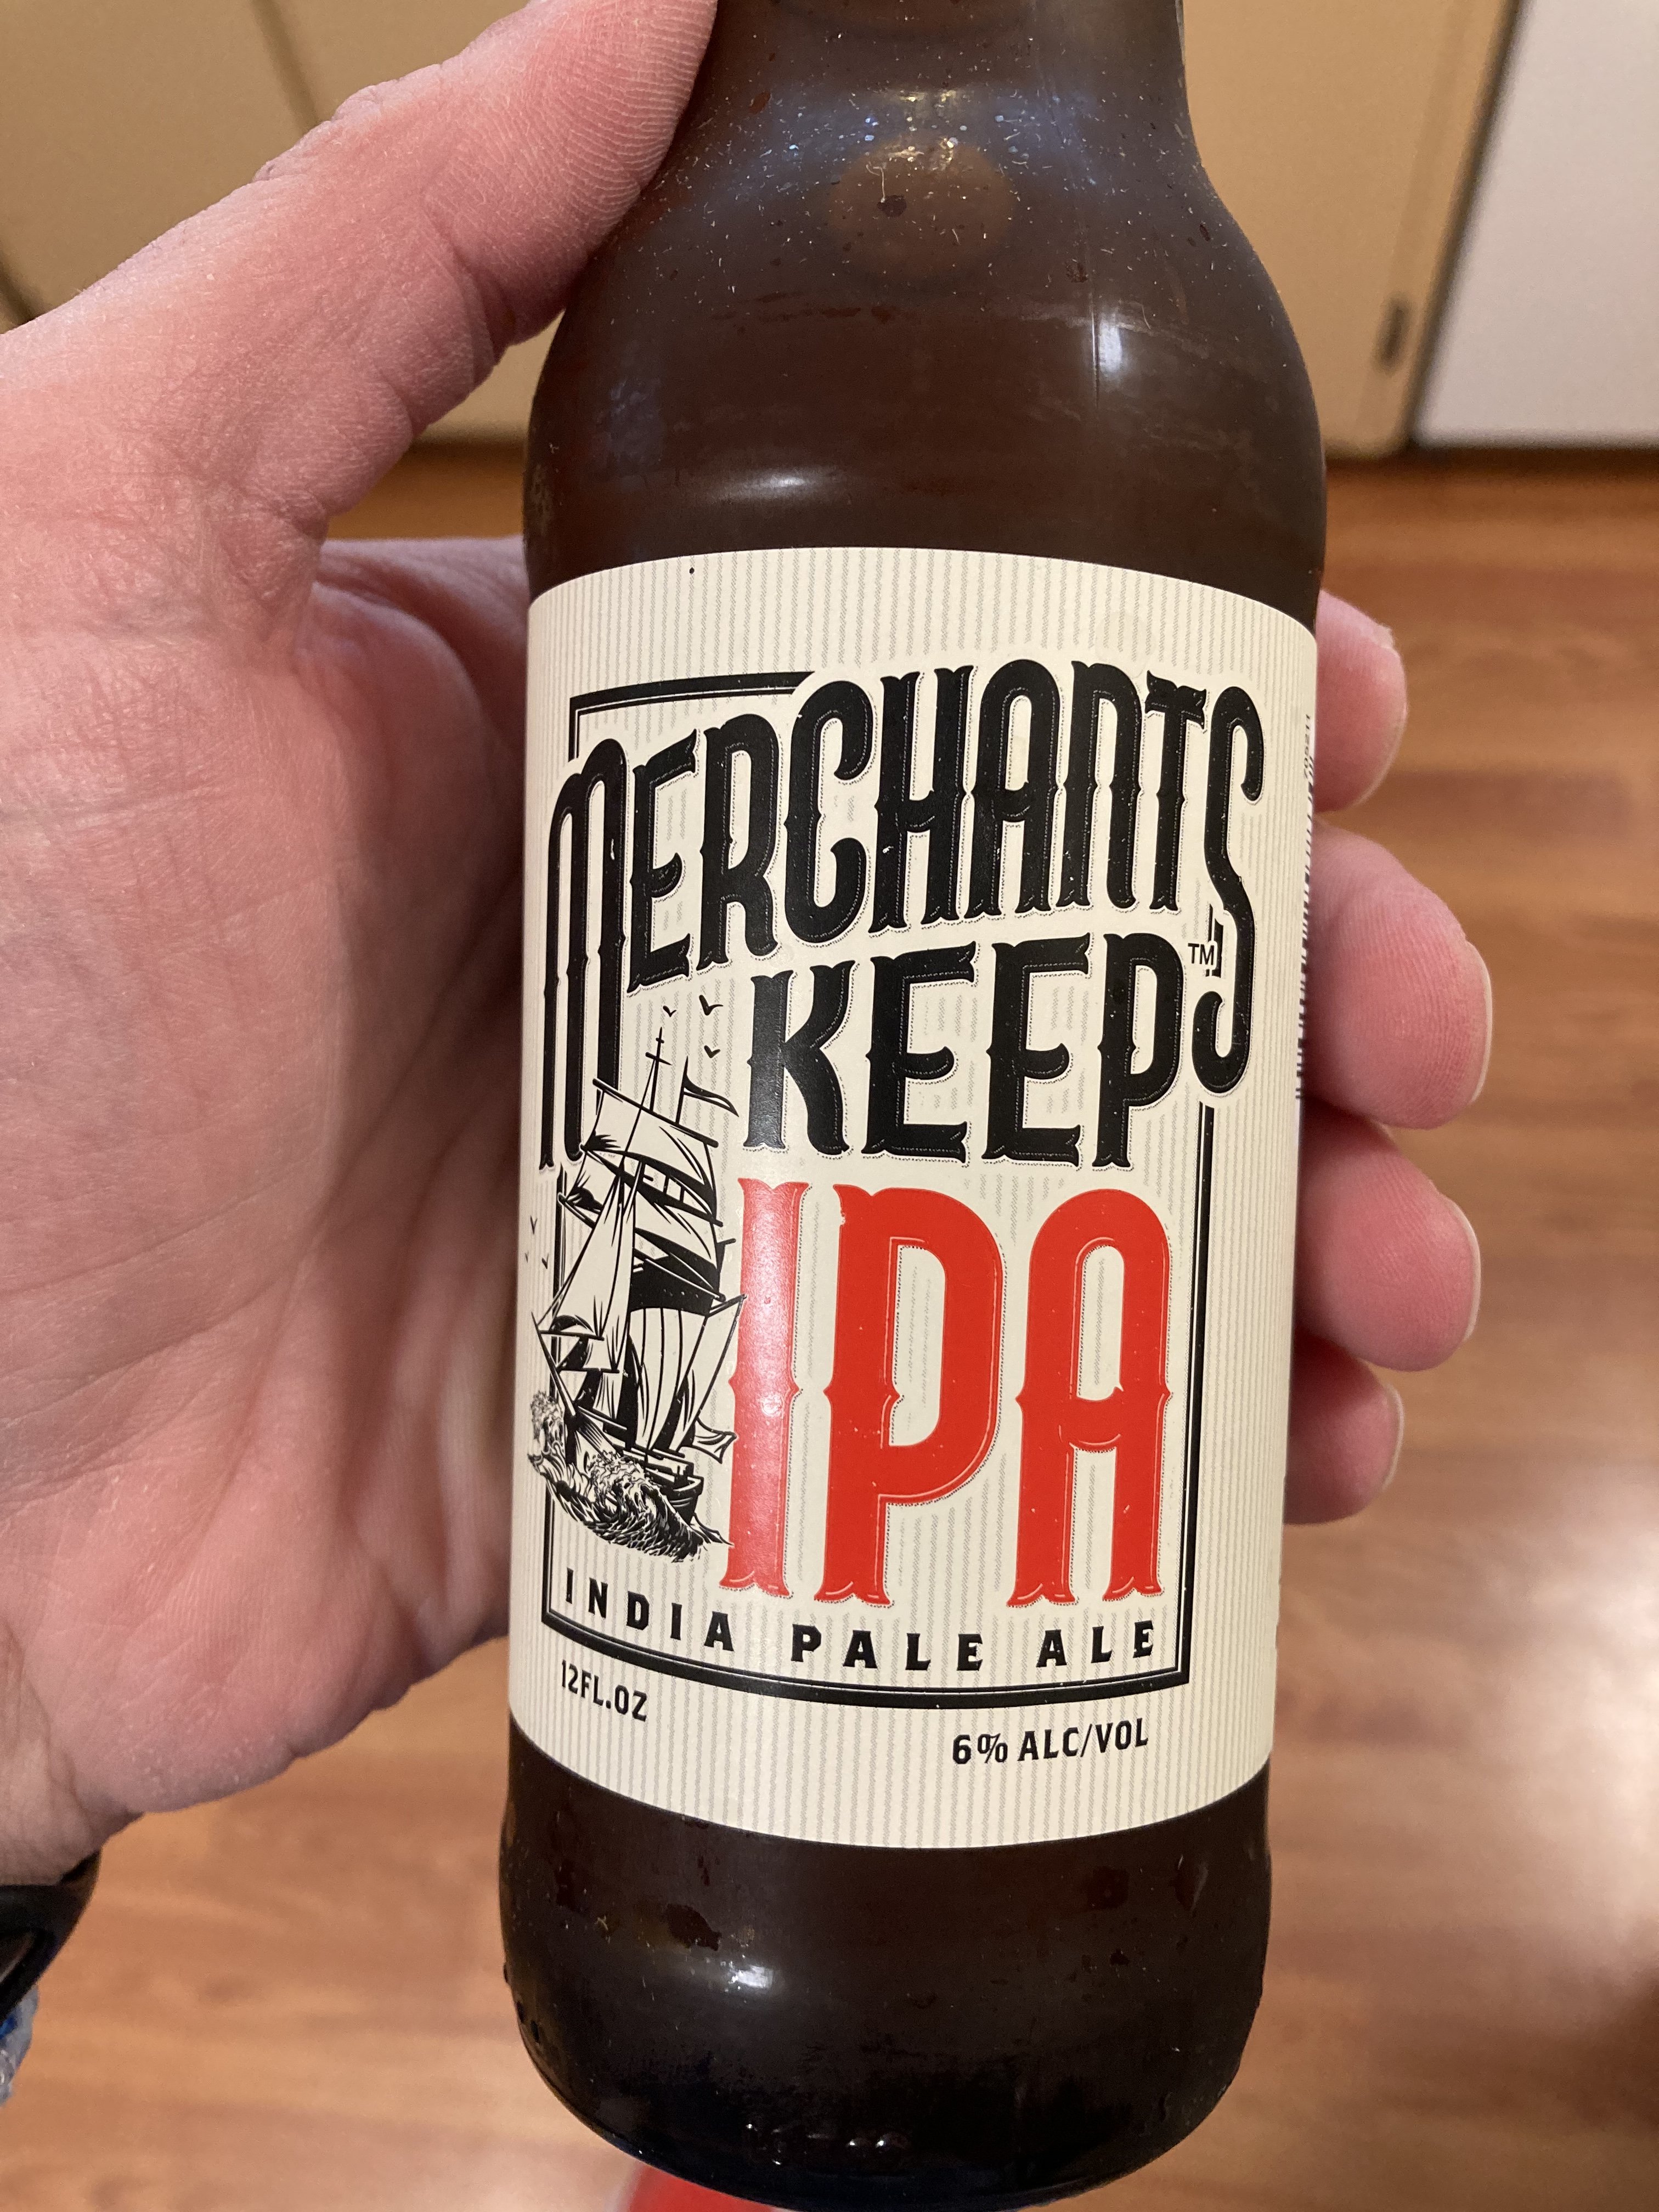 MERCHANTS
KEEP™
IPA
INDIA PALE ALE
12FL.OZ
6% ALC/VOL